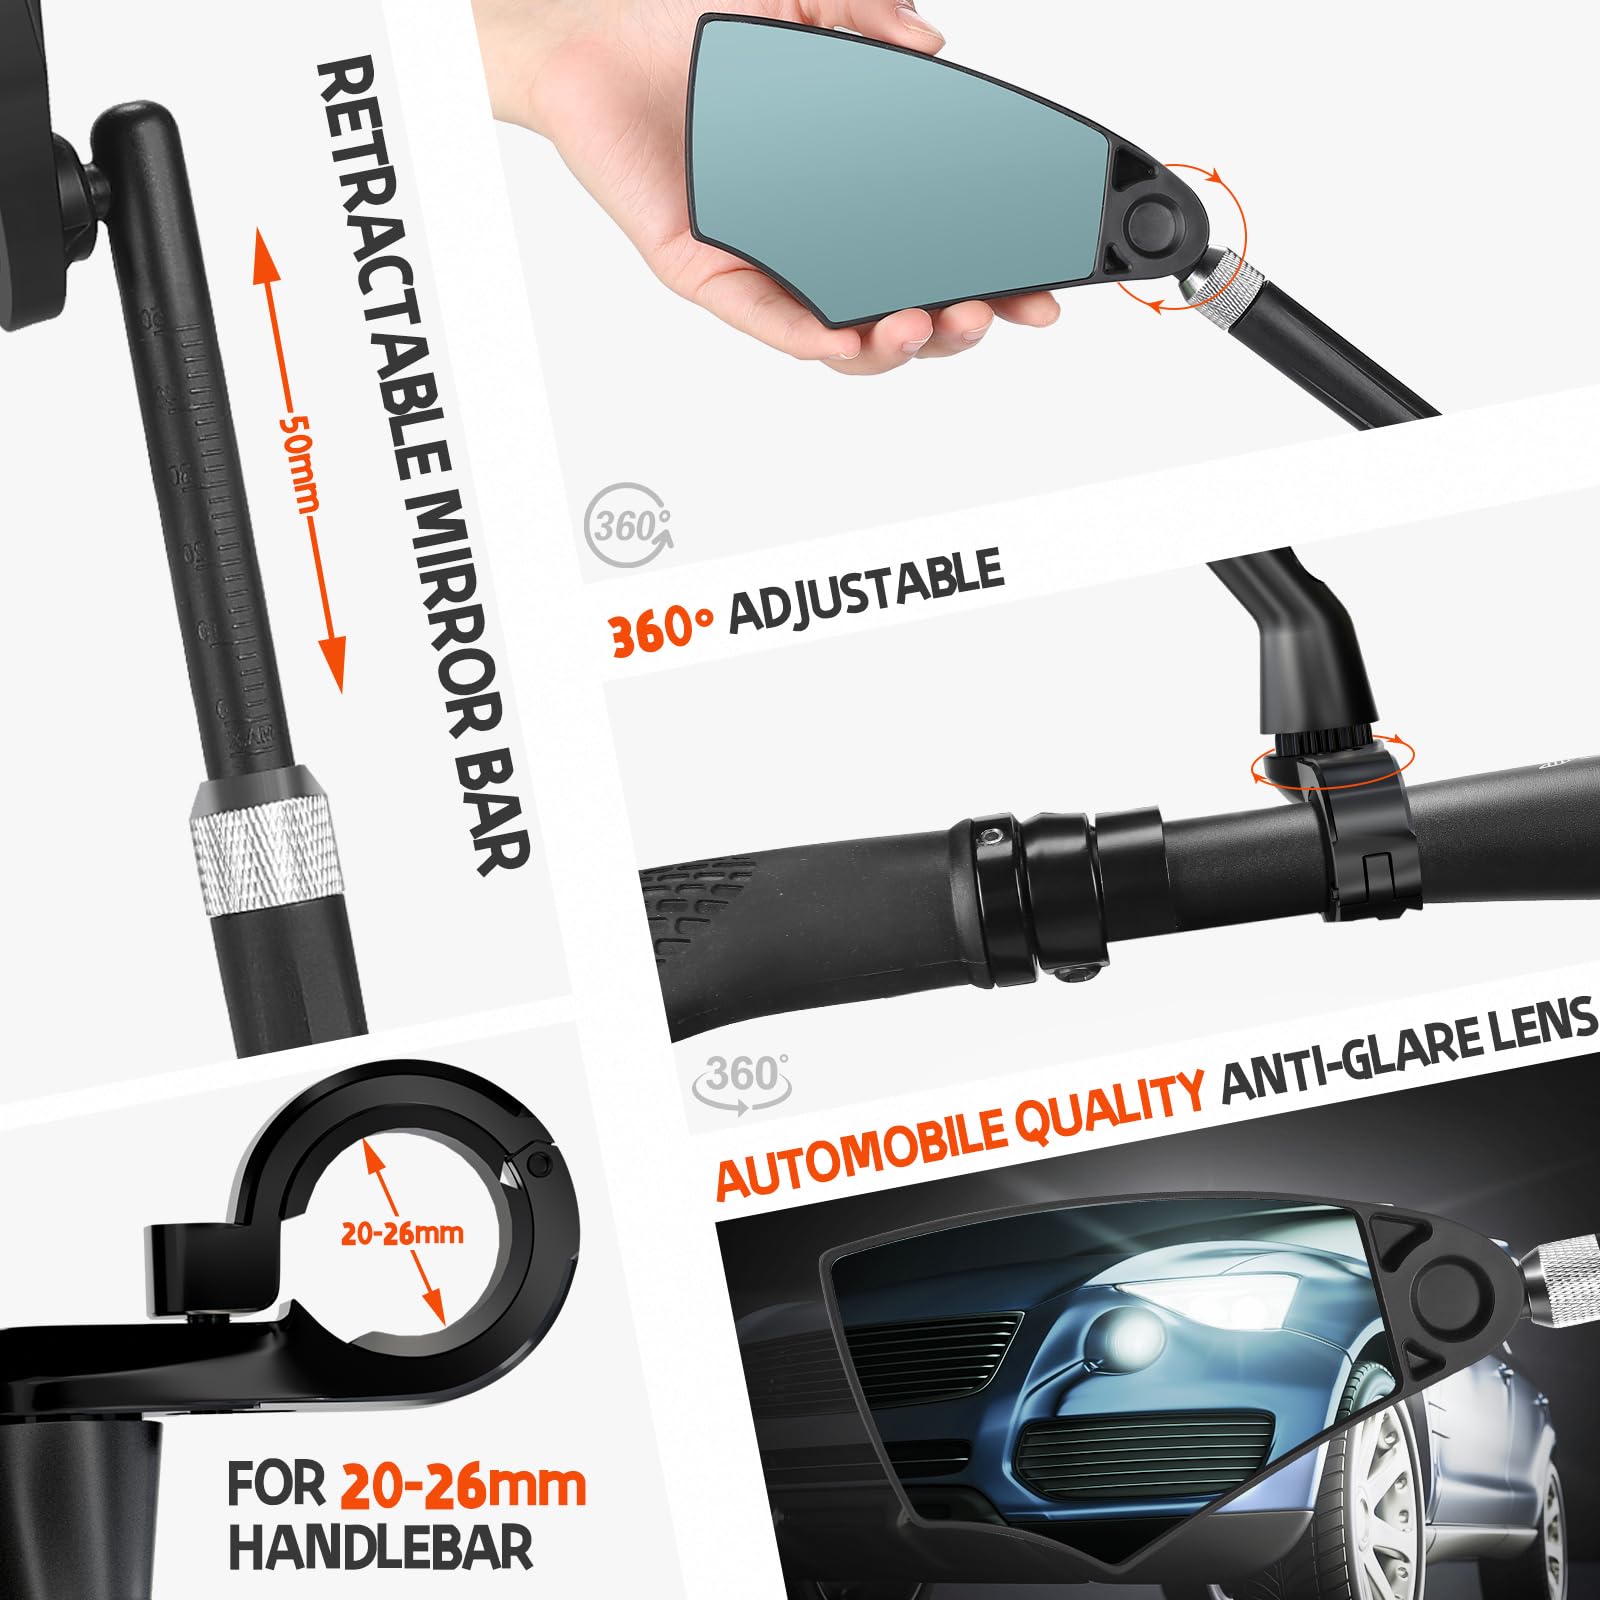 RETRACTABLE MIRROR BAR
50mm
360°
360° ADJUSTABLE
360°
AUTOMOBILE QUALITY ANTI-GLARE LENS
20-26mm
FOR 20-26mm
HANDLEBAR